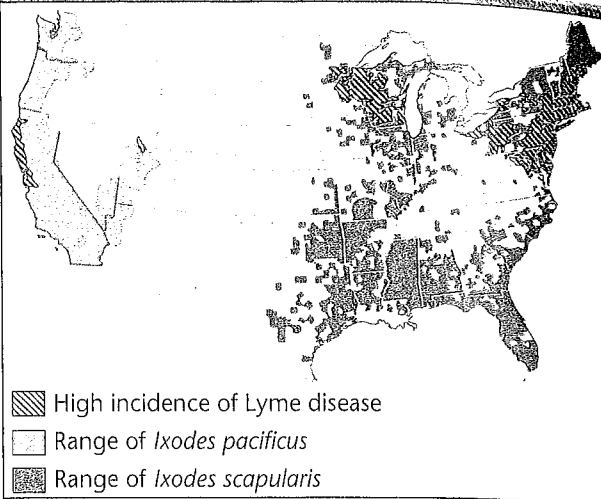 High incidence of Lyme disease
Range of Ixodes pacificus
Range of Ixodes scapularis